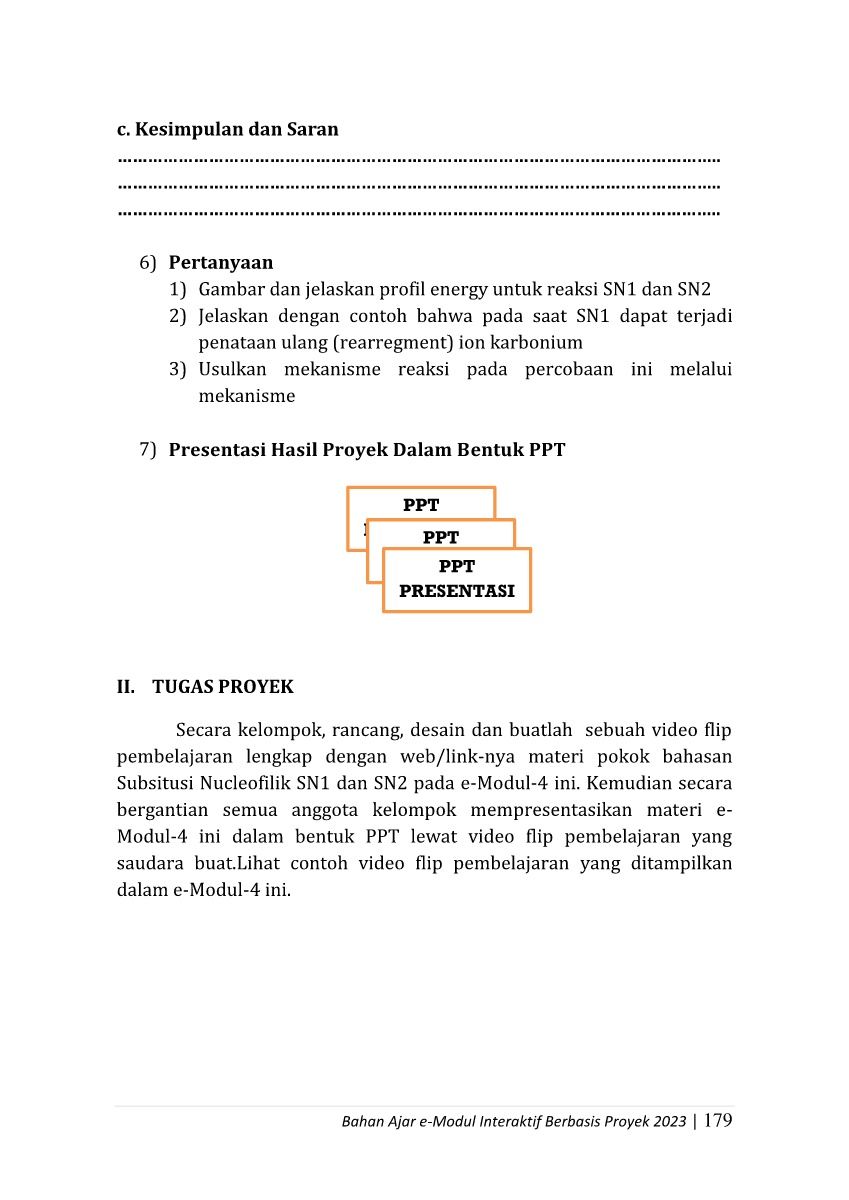 c. Kesimpulan dan Saran
………………………………………………………………………………………………………..
………………………………………………………………………………………………………..
………………………………………………………………………………………………………..
6) Pertanyaan
1) Gambar dan jelaskan profil energy untuk reaksi SN1 dan SN2
2) Jelaskan dengan contoh bahwa pada saat SN1 dapat terjadi
penataan ulang (rearregment) ion karbonium
3) Usulkan mekanisme reaksi pada percobaan ini melalui
mekanisme
7) Presentasi Hasil Proyek Dalam Bentuk PPT
PPT
PPT
PPT
PRESENTASI
II. TUGAS PROYEK
Secara kelompok, rancang, desain dan buatlah sebuah video flip
pembelajaran lengkap dengan web/link-nya materi pokok bahasan
Subsitusi Nucleofilik SN1 dan SN2 pada e-Modul-4 ini. Kemudian secara
bergantian semua anggota kelompok mempresentasikan materi e-
Modul-4 ini dalam bentuk PPT lewat video flip pembelajaran yang
saudara buat.Lihat contoh video flip pembelajaran yang ditampilkan
dalam e-Modul-4 ini.
Bahan Ajar e-Modul Interaktif Berbasis Proyek 2023 | 179